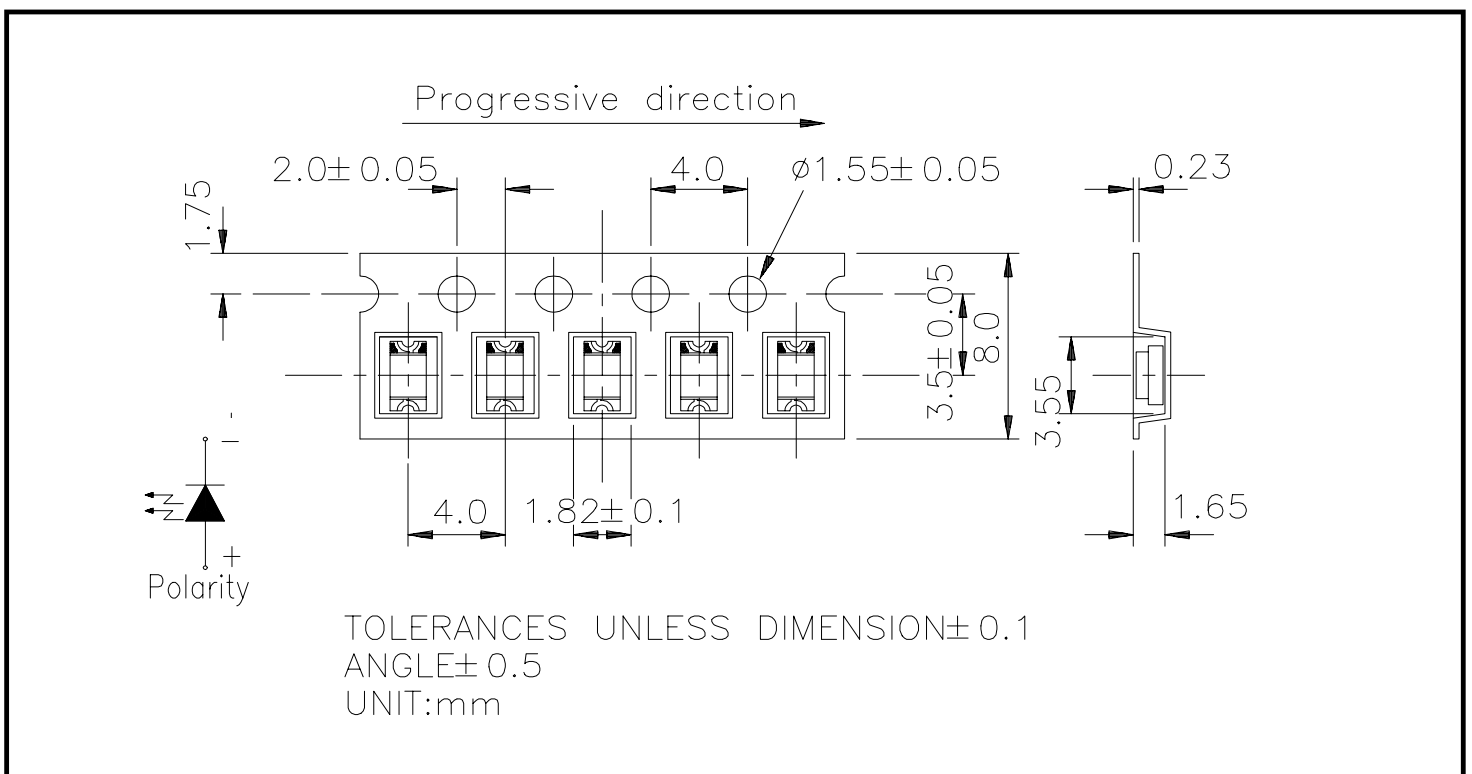 Progressive direction
2.0±0.05
4.0
ø1.55±0.05
0.23
1.75
3.5±0.05
8.0
3.55
-
4.0
1.82±0.1
1.65
+
Polarity
TOLERANCES UNLESS DIMENSION±0.1
ANGLE±0.5
UNIT:mm